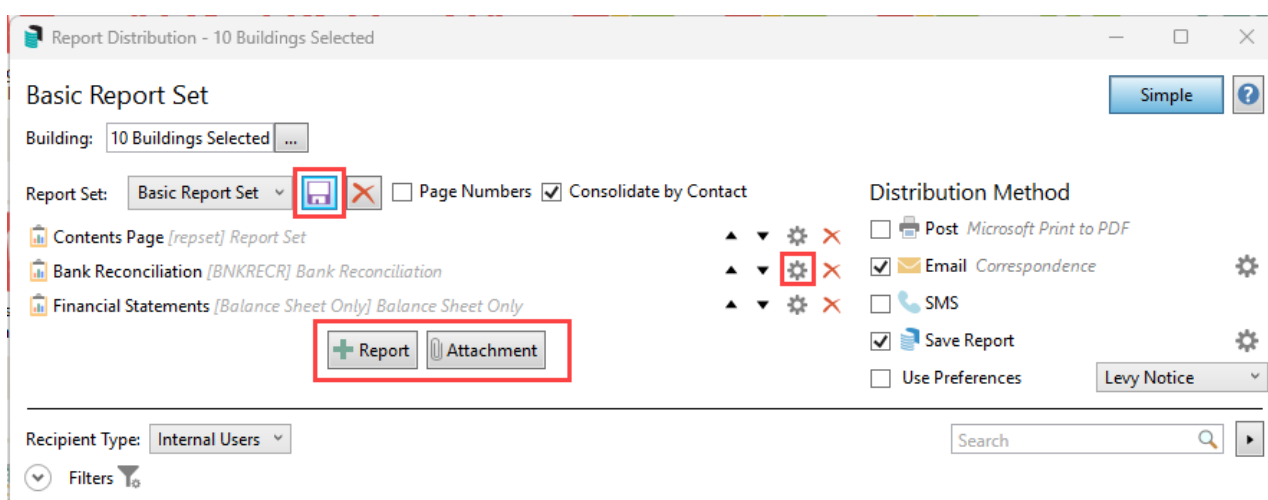 Report Distribution - 10 Buildings Selected
Basic Report Set
Simple
Building: 10 Buildings Selected ...
Report Set: Basic Report Set Page Numbers Consolidate by Contact
Distribution Method
Contents Page [repset] Report Set
Post Microsoft Print to PDF
Bank Reconciliation [BNKRECR] Bank Reconciliation
Email Correspondence
Financial Statements [Balance Sheet Only] Balance Sheet Only
SMS
Report Attachment
Save Report
Use Preferences Levy Notice
Recipient Type: Internal Users
Search
Filters